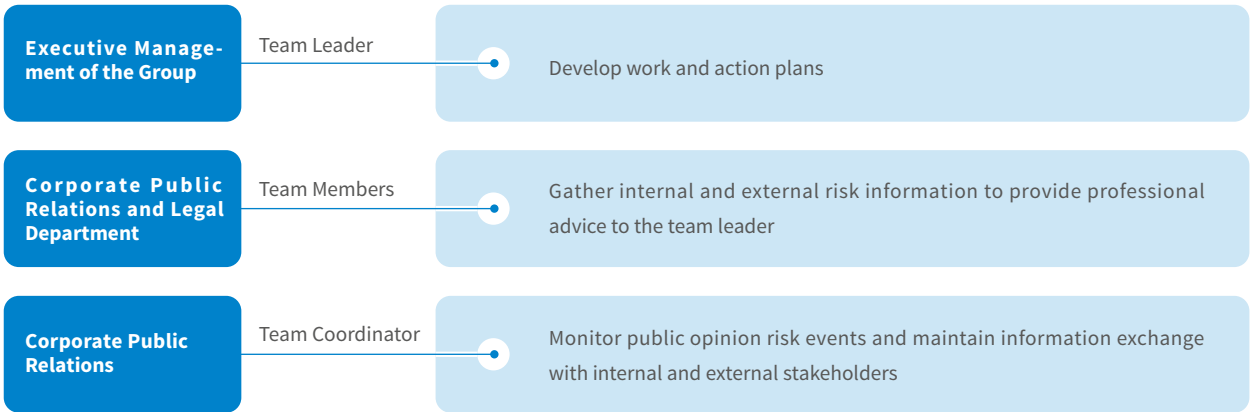 Executive Manage-
ment of the Group
Team Leader
Develop work and action plans
Corporate Public
Relations and Legal
Department
Team Members
Gather internal and external risk information to provide professional
advice to the team leader
Corporate Public
Relations
Team Coordinator
Monitor public opinion risk events and maintain information exchange
with internal and external stakeholders